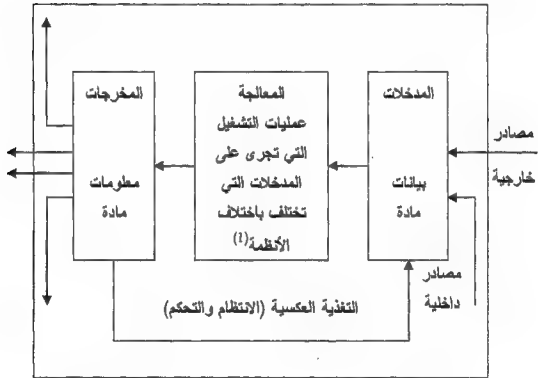 المدخلات
بيانات
مادة
المعالجة
عمليات التشغيل
التي تجرى على
المدخلات التي
تختلف باختلاف
الأنظمة(1)
المخرجات
معلومات
مادة
مصادر
خارجية
مصادر
داخلية
التغذية العكسية (الانتظام والتحكم)